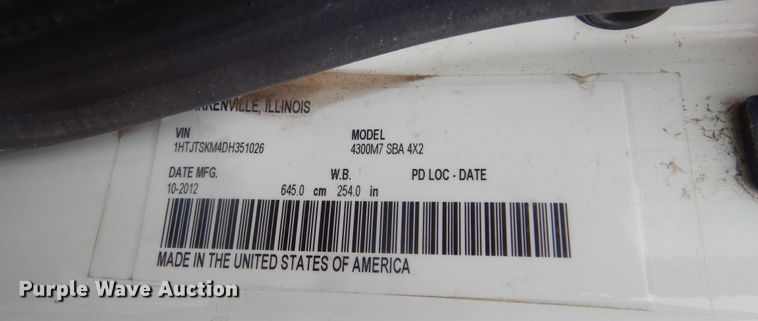 ILLINOIS
VIN MODEL
1HTJTSKM4DH351026 4300M7 SBA 4X2
DATE MFG. W.B. PD LOC - DATE
10-2012 645.0 cm 254.0 in
MADE IN THE UNITED STATES OF AMERICA
Purple Wave Auction